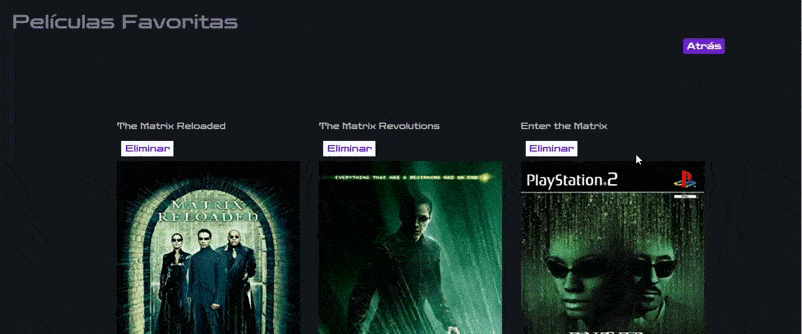 Películas Favoritas
Atrás
The Matrix Reloaded
The Matrix Revolutions
Enter the Matrix
Eliminar
Eliminar
Eliminar
THE MATRIX
RELOADED
EVERYTHING THAT HAS A BEGINNING HAS AN END
PlayStation.2